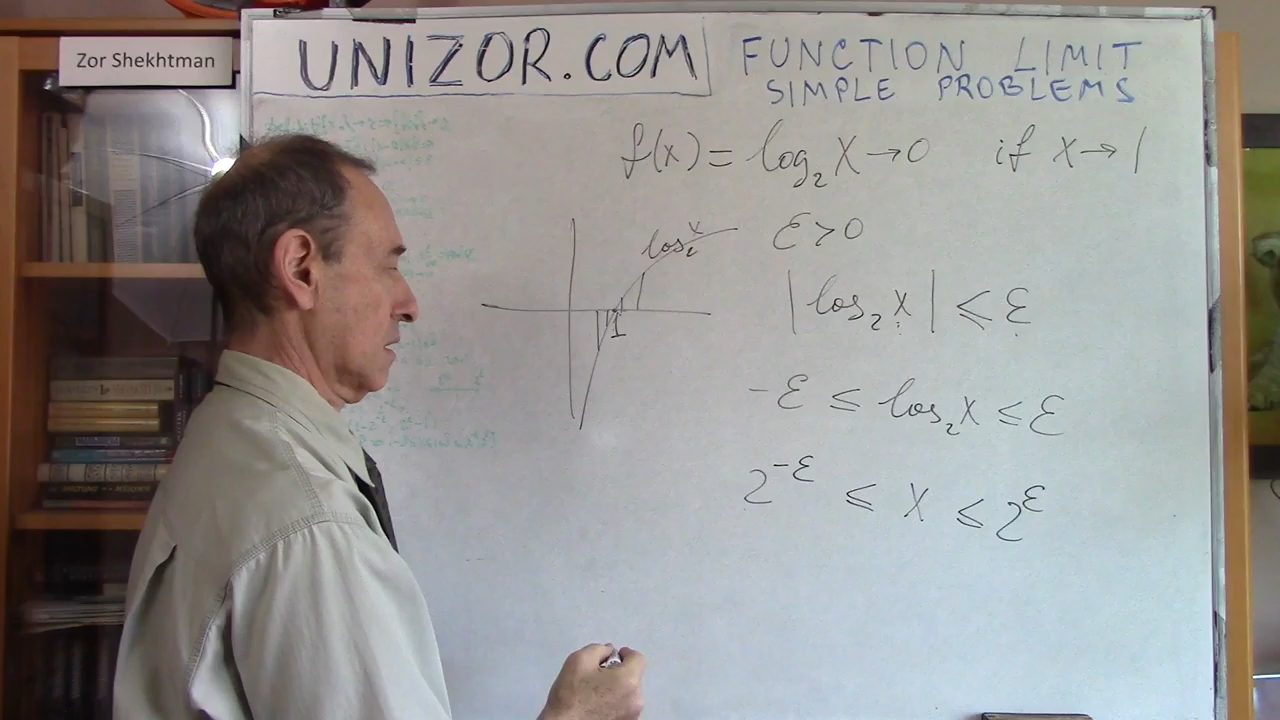 Zor Shekhtman
UNIZOR.COM
FUNCTION LIMIT
SIMPLE PROBLEMS
f(x) = log₂ X → 0 if X → 1
log₂ x
1
ε > 0
|log₂ x| ≤ ε
-ε ≤ log₂ x ≤ ε
2^-ε ≤ X ≤ 2^ε